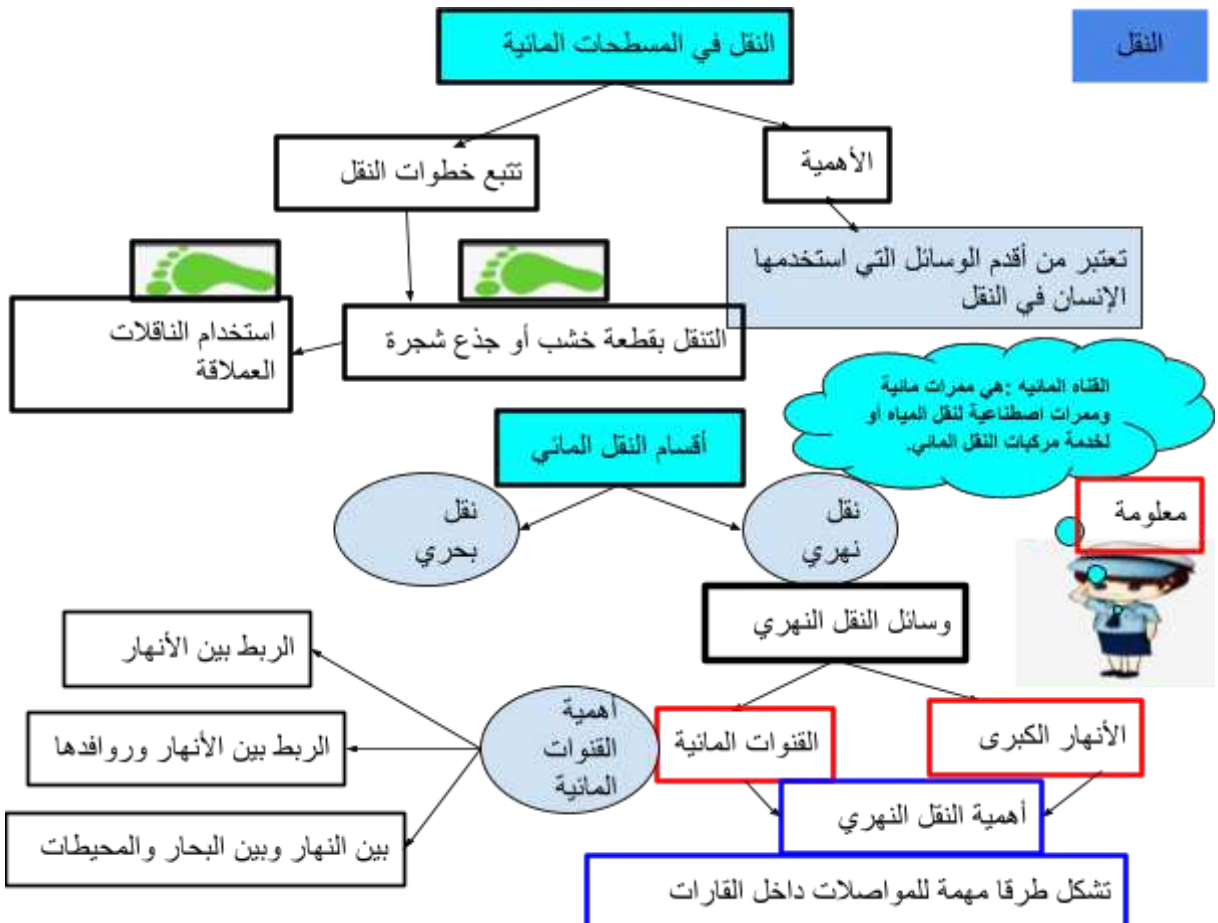 النقل
النقل في المسطحات المائية
الأهمية
تتبع خطوات النقل
تعتبر من أقدم الوسائل التي استخدمها
الإنسان في النقل
التنقل بقطعة خشب أو جذع شجرة
استخدام الناقلات
العملاقة
القناه المائيه :هي ممرات مائية
وممرات اصطناعية لنقل المياه أو
لخدمة مركبات النقل المائي.
معلومة
أقسام النقل المائي
نقل
نهري
نقل
بحري
وسائل النقل النهري
الأنهار الكبرى
القنوات المائية
أهمية
القنوات
المائية
الربط بين الأنهار
الربط بين الأنهار وروافدها
بين النهار وبين البحار والمحيطات
أهمية النقل النهري
تشكل طرقا مهمة للمواصلات داخل القارات